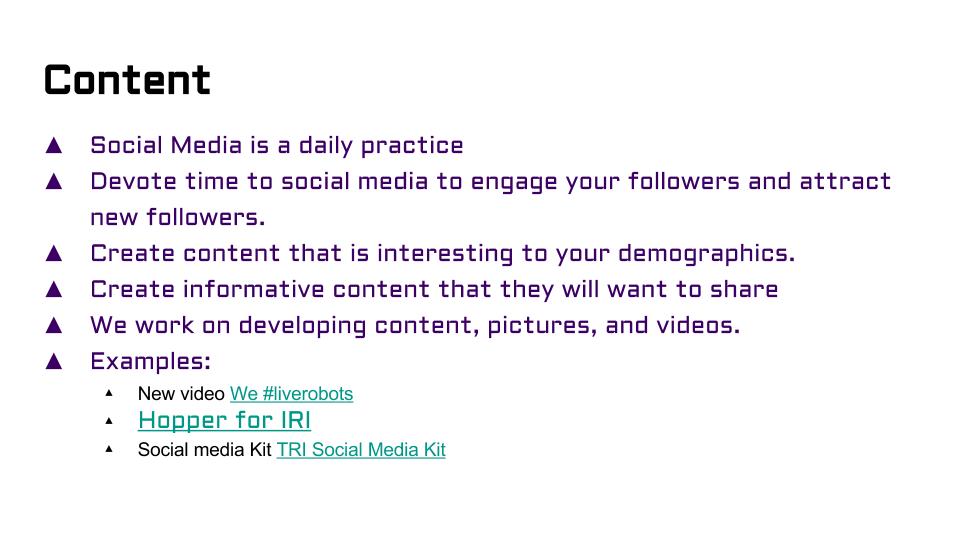 Content
▲ Social Media is a daily practice
▲ Devote time to social media to engage your followers and attract
new followers.
▲ Create content that is interesting to your demographics.
▲ Create informative content that they will want to share
▲ We work on developing content, pictures, and videos.
▲ Examples:
▲ New video We #liverobots
▲ Hopper for IRI
▲ Social media Kit TRI Social Media Kit